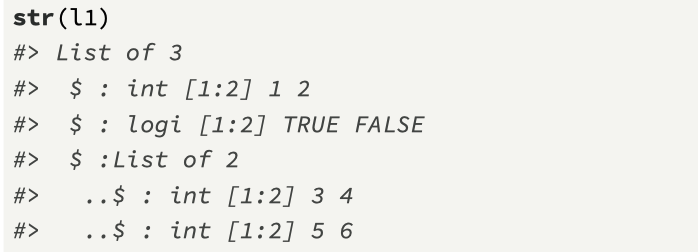 str(l1)
#> List of 3
#>  $ : int [1:2] 1 2
#>  $ : logi [1:2] TRUE FALSE
#>  $ :List of 2
#>   ..$ : int [1:2] 3 4
#>   ..$ : int [1:2] 5 6